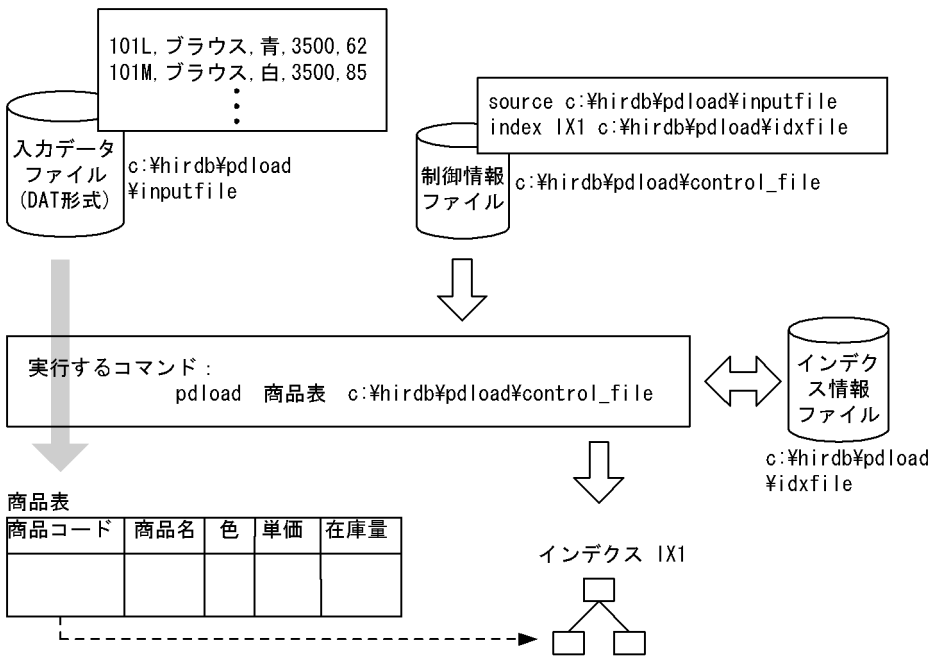 101L,ブラウス,青,3500,62
101M,ブラウス,白,3500,85
入力データ
ファイル
(DAT形式)
c:¥hirdb¥pdload
¥inputfile
source c:¥hirdb¥pdload¥inputfile
index IX1 c:¥hirdb¥pdload¥idxfile
制御情報
ファイル
c:¥hirdb¥pdload¥control_file
実行するコマンド：
pdload 商品表 c:¥hirdb¥pdload¥control_file
インデク
ス情報
ファイル
c:¥hirdb¥pdload
¥idxfile
商品表
商品コード 商品名 色 単価 在庫量
インデクス IX1